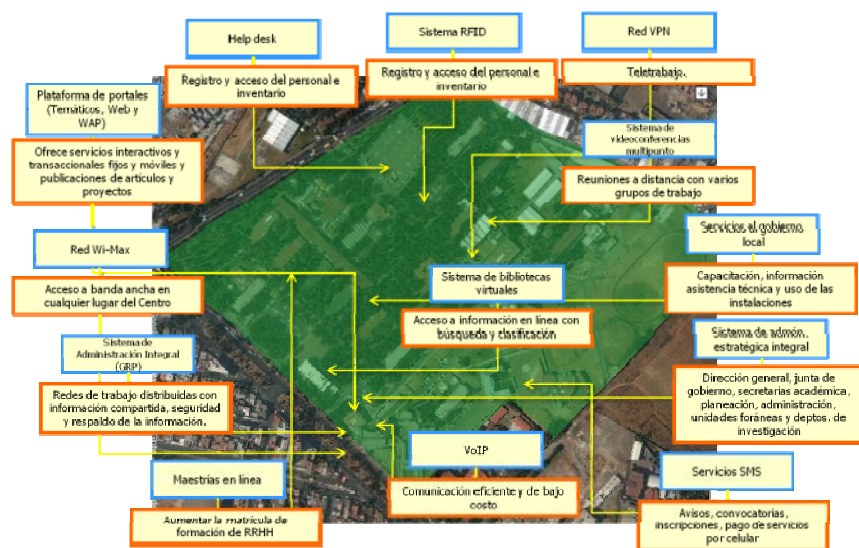 Help desk
Registro y acceso del personal e
inventario
Sistema RFID
Registro y acceso del personal e
inventario
Red VPN
Teletrabajo.
Plataforma de portales
(Temáticos, Web y
WAP)
Ofrece servicios interactivos y
transaccionales fijos y móviles y
publicaciones de artículos y
proyectos
Sistema de
videoconferencias
multipunto
Reuniones a distancia con varios
grupos de trabajo
Red Wi-Max
Acceso a banda ancha en
cualquier lugar del Centro
Servicios al gobierno
local
Capacitación, información
asistencia técnica y uso de las
instalaciones
Sistema de bibliotecas
virtuales
Acceso a información en línea con
búsqueda y clasificación
Sistema de
Administración Integral
(GRP)
Redes de trabajo distribuidas con
información compartida, seguridad
y respaldo de la información.
Sistema de admón.
estratégica integral
Dirección general, junta de
gobierno, secretarias académica,
planeación, administración,
unidades foráneas y deptos. de
investigación
VoIP
Comunicación eficiente y de bajo
costo
Maestrías en línea
Aumentar la matrícula de
formación de RRHH
Servicios SMS
Avisos, convocatorias,
inscripciones, pago de servicios
por celular